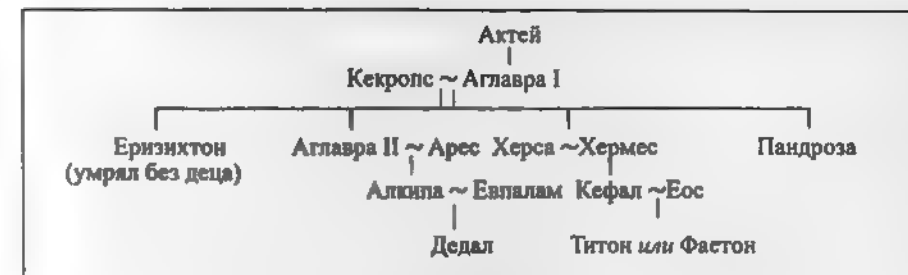 Актей
Кекропс ~ Аглавра I
Еризихтон Аглавра II ~ Арес Херса ~ Хермес Пандроза
(умрял без деца)
Алкипа ~ Евпалам Кефал ~ Еос
Дедал Титон или Фаетон